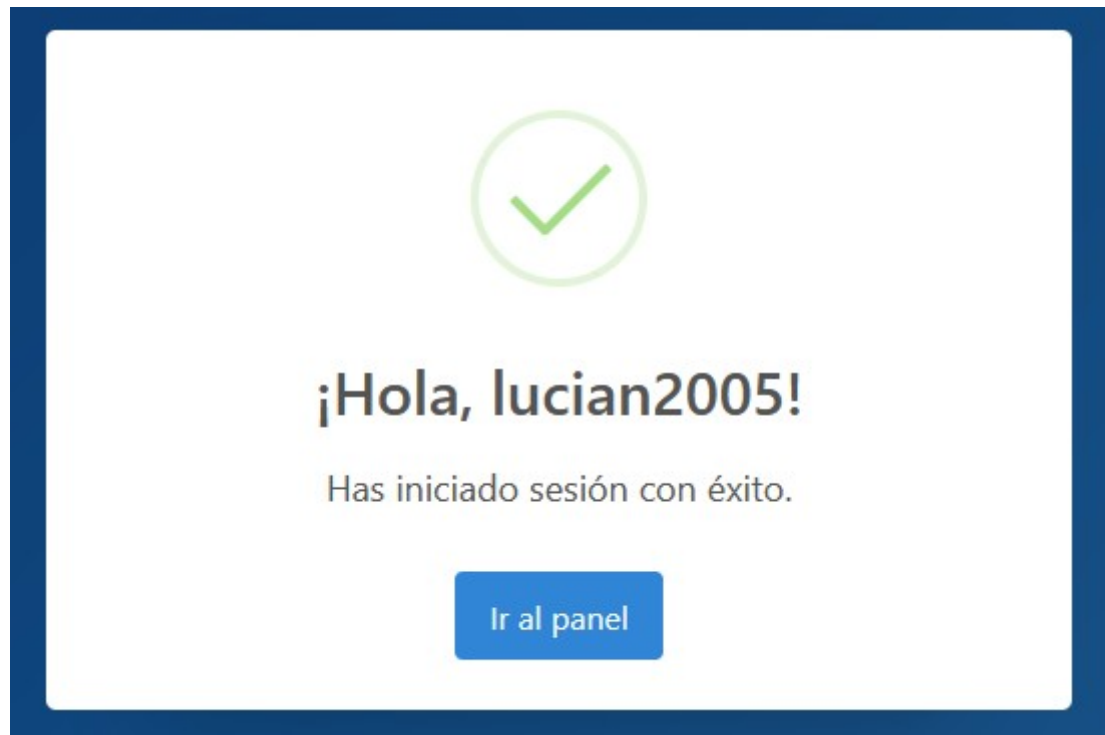 ¡Hola, lucian2005!
Has iniciado sesión con éxito.
Ir al panel